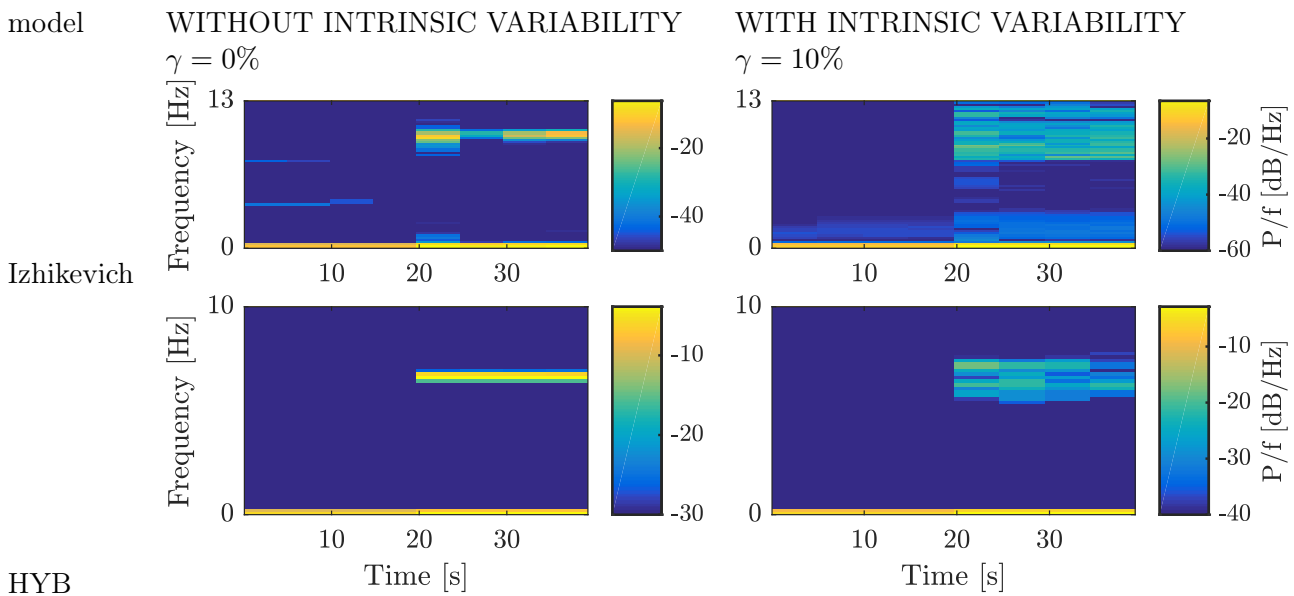 model WITHOUT INTRINSIC VARIABILITY WITH INTRINSIC VARIABILITY
γ = 0% γ = 10%
Frequency [Hz]
13
0
10 20 30
-20
-40
13
0
10 20 30
-20
-40
-60
P/f [dB/Hz]
Izhikevich
Frequency [Hz]
10
0
10 20 30
Time [s]
-10
-20
-30
10
0
10 20 30
Time [s]
-10
-20
-30
-40
P/f [dB/Hz]
HYB